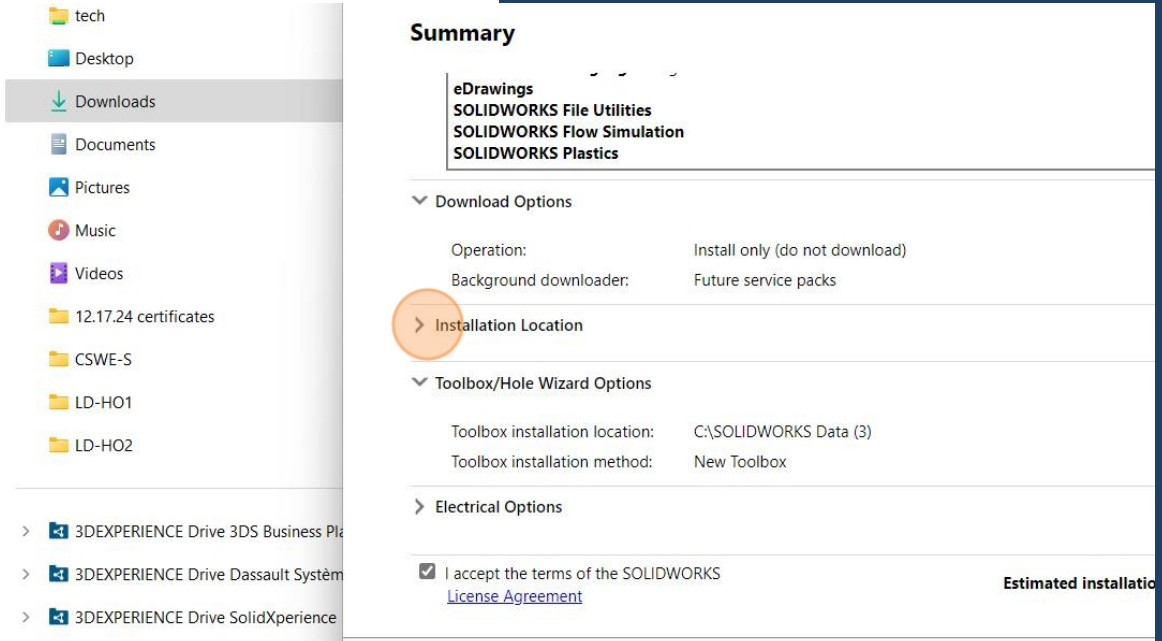 tech
Desktop
Downloads
Documents
Pictures
Music
Videos
12.17.24 certificates
CSWE-S
LD-HO1
LD-HO2
3DEXPERIENCE Drive 3DS Business Pla
3DEXPERIENCE Drive Dassault Systèm
3DEXPERIENCE Drive SolidXperience
Summary
eDrawings
SOLIDWORKS File Utilities
SOLIDWORKS Flow Simulation
SOLIDWORKS Plastics
Download Options
Operation: Install only (do not download)
Background downloader: Future service packs
Installation Location
Toolbox/Hole Wizard Options
Toolbox installation location: C:\SOLIDWORKS Data (3)
Toolbox installation method: New Toolbox
Electrical Options
I accept the terms of the SOLIDWORKS
License Agreement
Estimated installatio